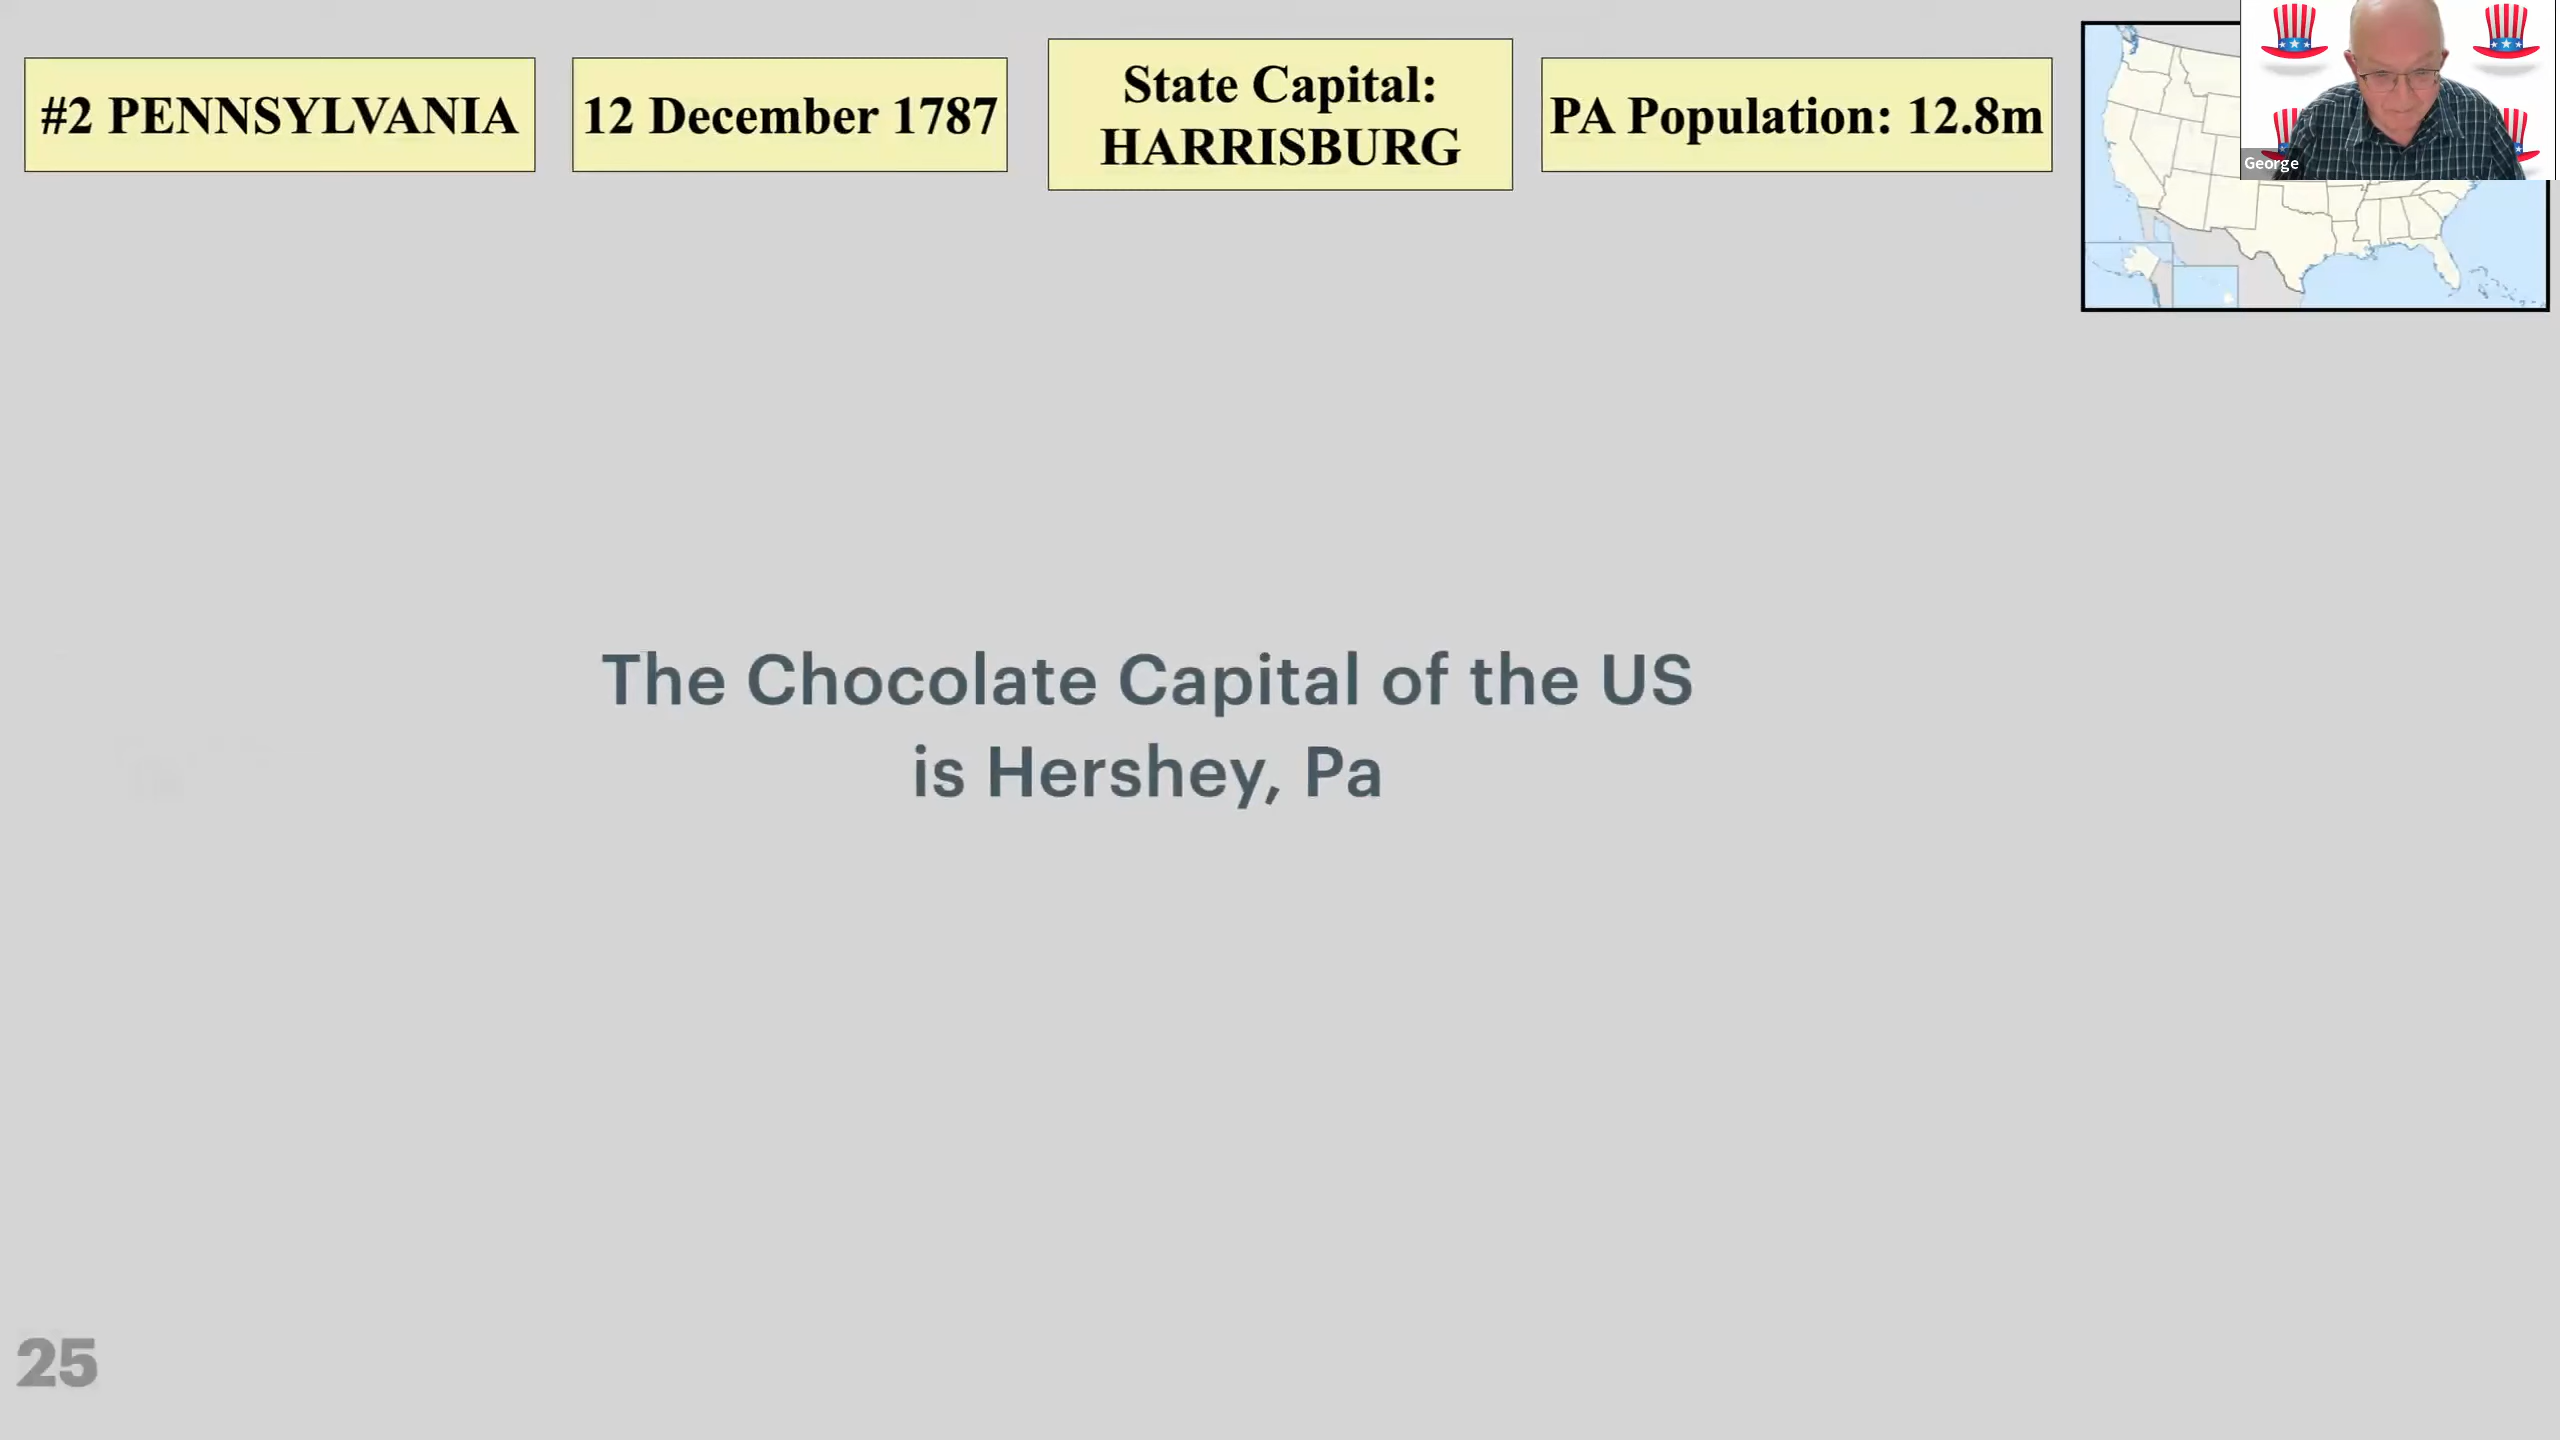 #2 PENNSYLVANIA
12 December 1787
State Capital:
HARRISBURG
PA Population: 12.8m
George
The Chocolate Capital of the US
is Hershey, Pa
25